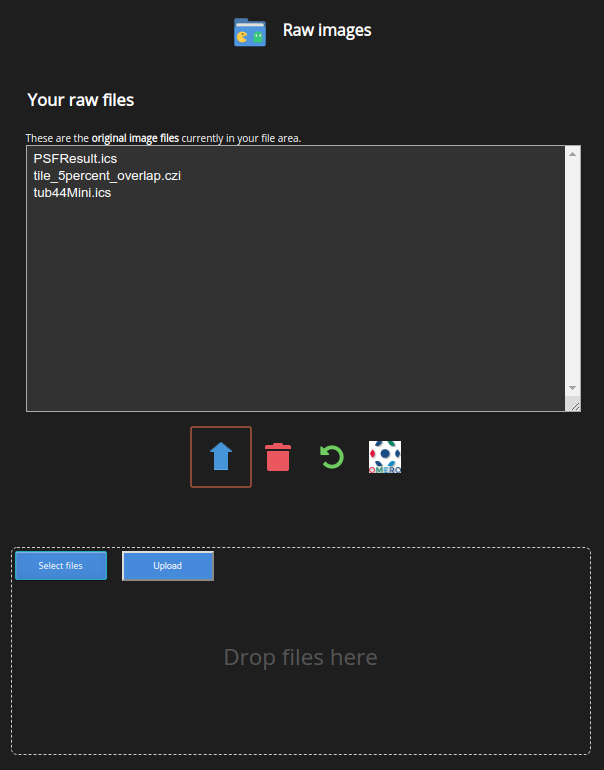 Raw images
Your raw files
These are the original image files currently in your file area.
PSFResult.ics
tile_5percent_overlap.czi
tub44Mini.ics
OMERO
Select files
Upload
Drop files here